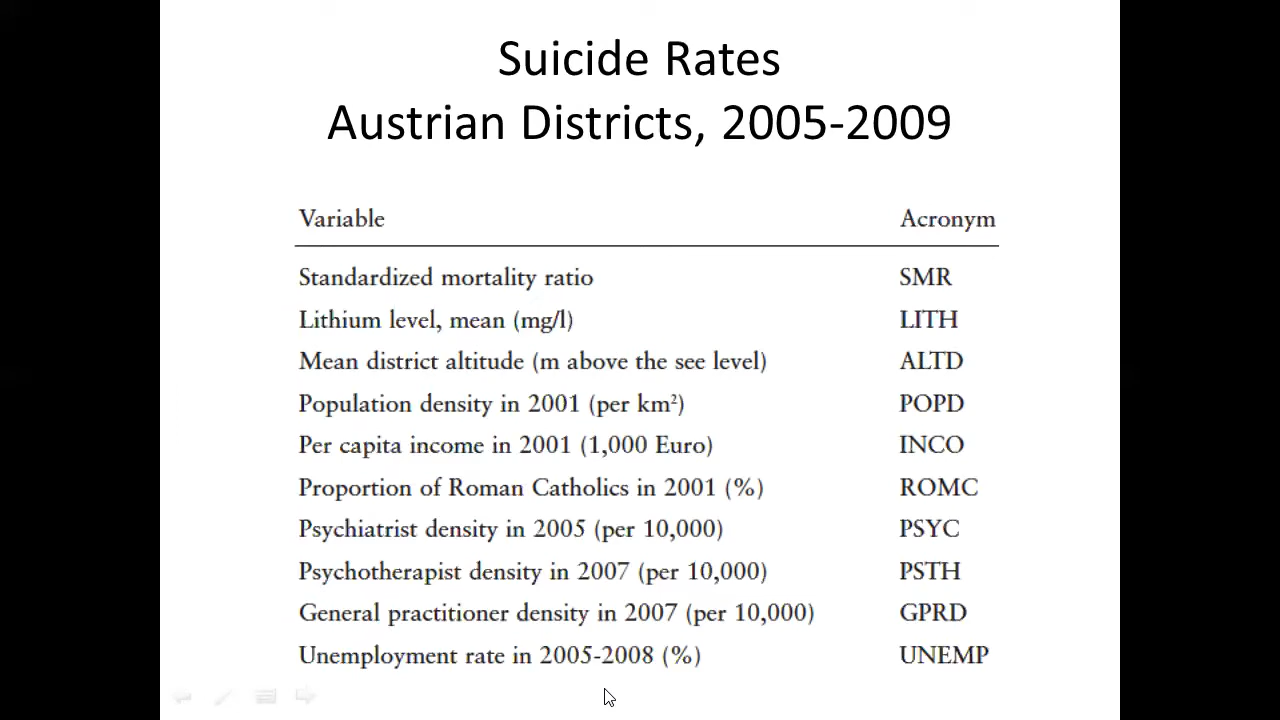 Suicide Rates
Austrian Districts, 2005-2009
Variable Acronym
Standardized mortality ratio SMR
Lithium level, mean (mg/l) LITH
Mean district altitude (m above the see level) ALTD
Population density in 2001 (per km²) POPD
Per capita income in 2001 (1,000 Euro) INCO
Proportion of Roman Catholics in 2001 (%) ROMC
Psychiatrist density in 2005 (per 10,000) PSYC
Psychotherapist density in 2007 (per 10,000) PSTH
General practitioner density in 2007 (per 10,000) GPRD
Unemployment rate in 2005-2008 (%) UNEMP